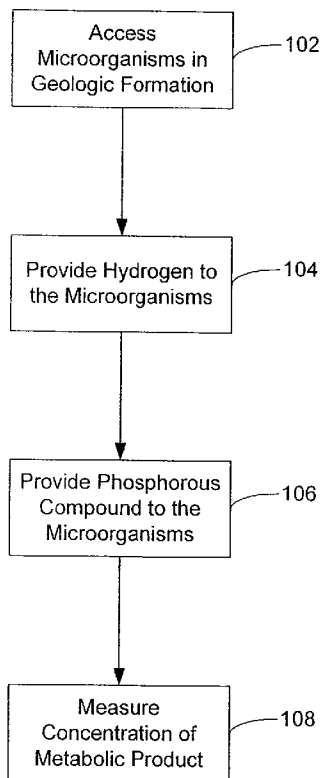 Access
Microorganisms in
Geologic Formation
102
Provide Hydrogen to
the Microorganisms
104
Provide Phosphorous
Compound to the
Microorganisms
106
Measure
Concentration of
Metabolic Product
108